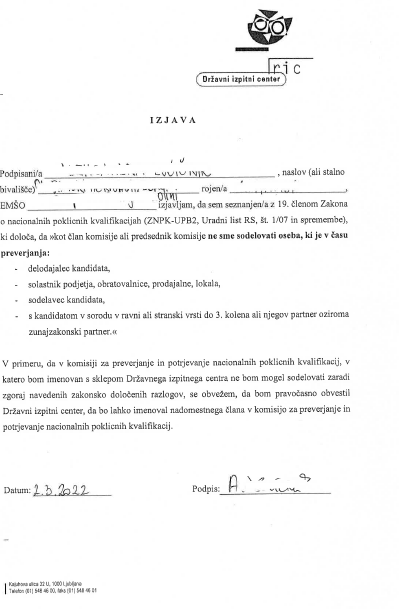 ric
Državni izpitni center
IZJAVA
Podpisani/a , naslov (ali stalno
bivališče) rojen/a ,
EMŠO izjavljam, da sem seznanjen/a z 19. členom Zakona
o nacionalnih poklicnih kvalifikacijah (ZNPK-UPB2, Uradni list RS, št. 1/07 in spremembe),
ki določa, da »kot član komisije ali predsednik komisije ne sme sodelovati oseba, ki je v času
preverjanja:
- delodajalec kandidata,
- solastnik podjetja, obratovalnice, prodajalne, lokala,
- sodelavec kandidata,
- s kandidatom v sorodu v ravni ali stranski vrsti do 3. kolena ali njegov partner oziroma
zunajzakonski partner.«
V primeru, da v komisiji za preverjanje in potrjevanje nacionalnih poklicnih kvalifikacij, v
katero bom imenovan s sklepom Državnega izpitnega centra ne bom mogel sodelovati zaradi
zgoraj navedenih zakonsko določenih razlogov, se obvežem, da bom pravočasno obvestil
Državni izpitni center, da bo lahko imenoval nadomestnega člana v komisijo za preverjanje in
potrjevanje nacionalnih poklicnih kvalifikacij.
Datum: 2.3.2022 Podpis:
Kajuhova ulica 32 U, 1000 Ljubljana
Telefon (01) 548 46 00, faks (01) 548 46 01